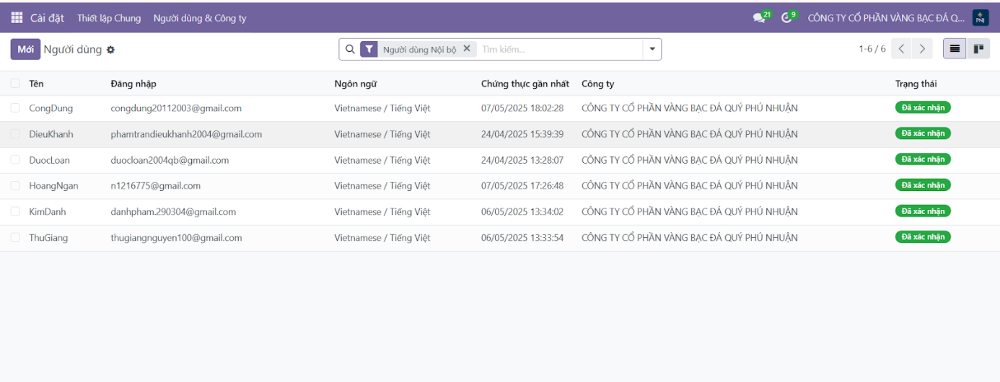 Cài đặt Thiết lập Chung Người dùng & Công ty 21 9 CÔNG TY CỔ PHẦN VÀNG BẠC ĐÁ Q... PNJ
Mới Người dùng Người dùng Nội bộ Tìm kiếm... 1-6 / 6
Tên Đăng nhập Ngôn ngữ Chứng thực gần nhất Công ty Trạng thái
CongDung congdung20112003@gmail.com Vietnamese / Tiếng Việt 07/05/2025 18:02:28 CÔNG TY CỔ PHẦN VÀNG BẠC ĐÁ QUÝ PHÚ NHUẬN Đã xác nhận
DieuKhanh phamtrandieukhanh2004@gmail.com Vietnamese / Tiếng Việt 24/04/2025 15:39:39 CÔNG TY CỔ PHẦN VÀNG BẠC ĐÁ QUÝ PHÚ NHUẬN Đã xác nhận
DuocLoan duocloan2004qb@gmail.com Vietnamese / Tiếng Việt 24/04/2025 13:28:07 CÔNG TY CỔ PHẦN VÀNG BẠC ĐÁ QUÝ PHÚ NHUẬN Đã xác nhận
HoangNgan n1216775@gmail.com Vietnamese / Tiếng Việt 07/05/2025 17:26:48 CÔNG TY CỔ PHẦN VÀNG BẠC ĐÁ QUÝ PHÚ NHUẬN Đã xác nhận
KimDanh danhpham.290304@gmail.com Vietnamese / Tiếng Việt 06/05/2025 13:34:02 CÔNG TY CỔ PHẦN VÀNG BẠC ĐÁ QUÝ PHÚ NHUẬN Đã xác nhận
ThuGiang thugiangnguyen100@gmail.com Vietnamese / Tiếng Việt 06/05/2025 13:33:54 CÔNG TY CỔ PHẦN VÀNG BẠC ĐÁ QUÝ PHÚ NHUẬN Đã xác nhận